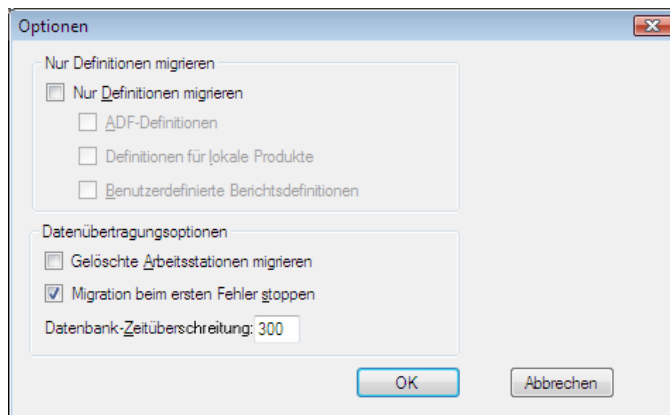 Optionen
Nur Definitionen migrieren
Nur Definitionen migrieren
ADF-Definitionen
Definitionen für lokale Produkte
Benutzerdefinierte Berichtsdefinitionen
Datenübertragungsoptionen
Gelöschte Arbeitsstationen migrieren
Migration beim ersten Fehler stoppen
Datenbank-Zeitüberschreitung: 300
OK Abbrechen